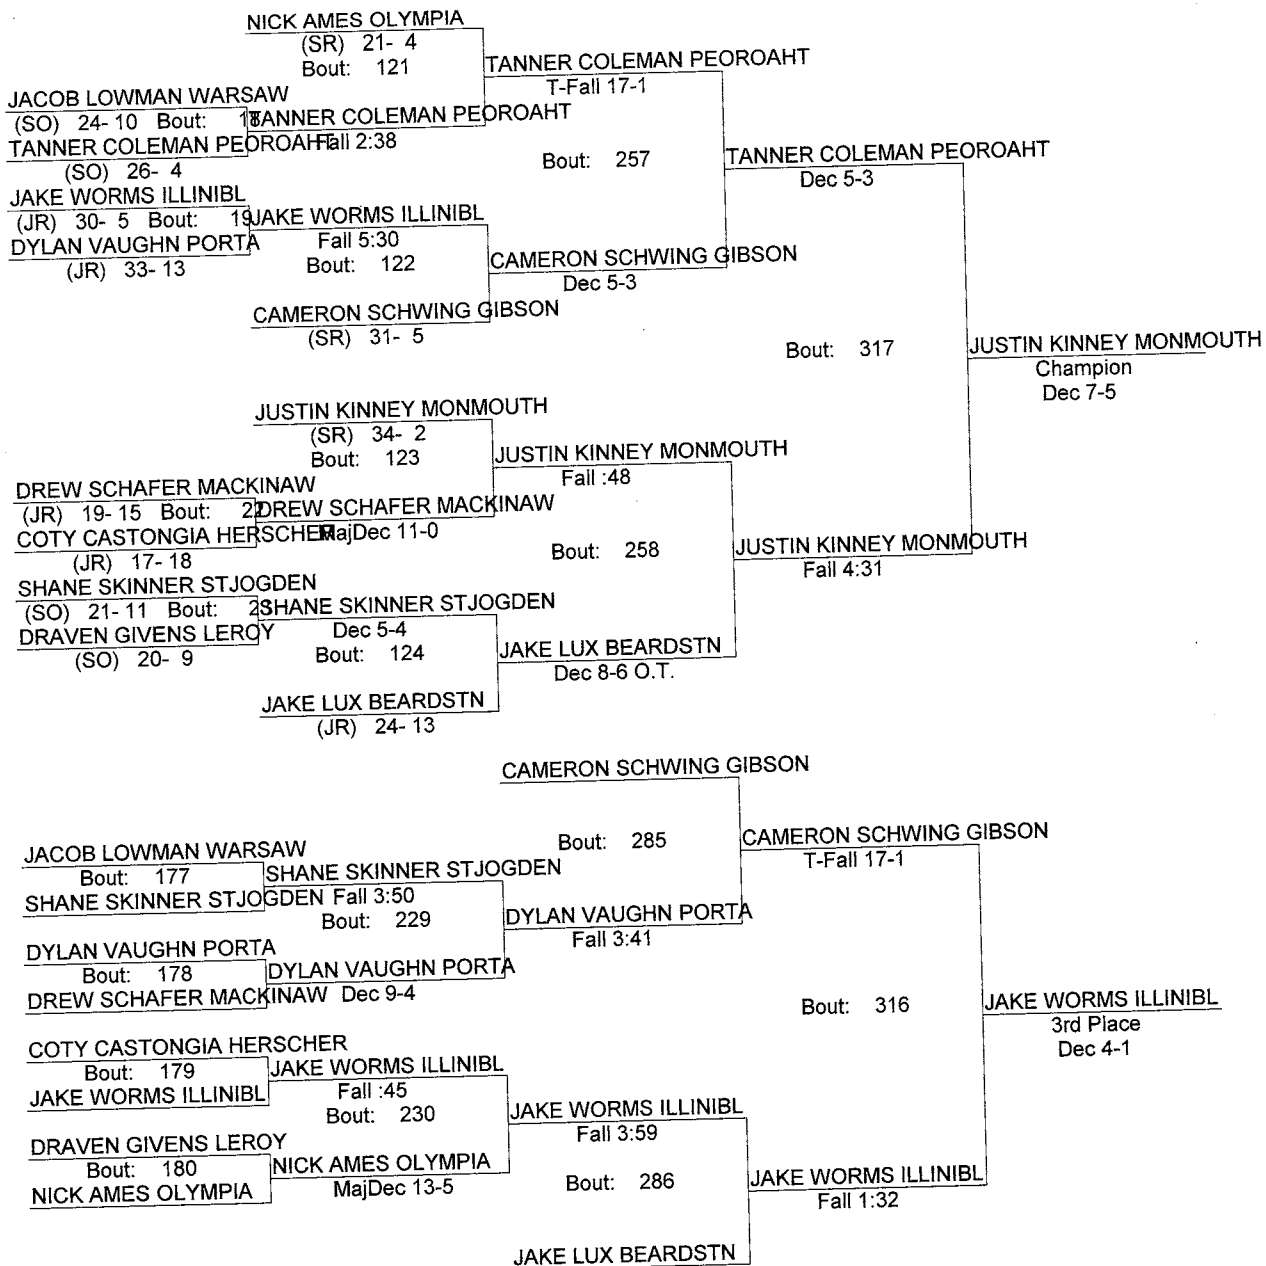 NICK AMES OLYMPIA
(SR) 21- 4
Bout: 121
TANNER COLEMAN PEOROAHT
T-Fall 17-1
JACOB LOWMAN WARSAW
(SO) 24- 10 Bout: 18
TANNER COLEMAN PEOROAHT
TANNER COLEMAN PEOROAHT
Fall 2:38
(SO) 26- 4
Bout: 257
TANNER COLEMAN PEOROAHT
Dec 5-3
JAKE WORMS ILLINIBL
(JR) 30- 5 Bout: 19
JAKE WORMS ILLINIBL
DYLAN VAUGHN PORTA
Fall 5:30
(JR) 33- 13
Bout: 122
CAMERON SCHWING GIBSON
Dec 5-3
CAMERON SCHWING GIBSON
(SR) 31- 5
Bout: 317
JUSTIN KINNEY MONMOUTH
Champion
Dec 7-5
JUSTIN KINNEY MONMOUTH
(SR) 34- 2
Bout: 123
JUSTIN KINNEY MONMOUTH
Fall :48
DREW SCHAFER MACKINAW
(JR) 19- 15 Bout: 22
DREW SCHAFER MACKINAW
COTY CASTONGIA HERSCHER
MajDec 11-0
(JR) 17- 18
Bout: 258
JUSTIN KINNEY MONMOUTH
Fall 4:31
SHANE SKINNER STJOGDEN
(SO) 21- 11 Bout: 23
SHANE SKINNER STJOGDEN
DRAVEN GIVENS LEROY
Dec 5-4
(SO) 20- 9
Bout: 124
JAKE LUX BEARDSTN
Dec 8-6 O.T.
JAKE LUX BEARDSTN
(JR) 24- 13
CAMERON SCHWING GIBSON
Bout: 285
CAMERON SCHWING GIBSON
T-Fall 17-1
JACOB LOWMAN WARSAW
Bout: 177
SHANE SKINNER STJOGDEN
SHANE SKINNER STJOGDEN
Fall 3:50
Bout: 229
DYLAN VAUGHN PORTA
Fall 3:41
DYLAN VAUGHN PORTA
Bout: 178
DYLAN VAUGHN PORTA
DREW SCHAFER MACKINAW
Dec 9-4
Bout: 316
JAKE WORMS ILLINIBL
3rd Place
Dec 4-1
COTY CASTONGIA HERSCHER
Bout: 179
JAKE WORMS ILLINIBL
JAKE WORMS ILLINIBL
Fall :45
Bout: 230
JAKE WORMS ILLINIBL
Fall 3:59
DRAVEN GIVENS LEROY
Bout: 180
NICK AMES OLYMPIA
NICK AMES OLYMPIA
MajDec 13-5
Bout: 286
JAKE WORMS ILLINIBL
Fall 1:32
JAKE LUX BEARDSTN